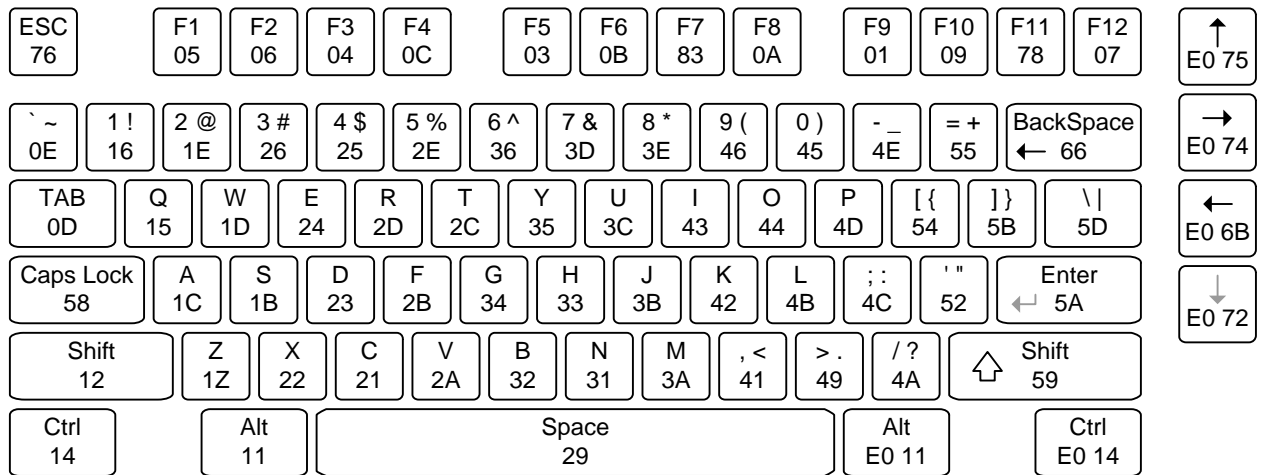 ESC F1 F2 F3 F4 F5 F6 F7 F8 F9 F10 F11 F12 ↑
76 05 06 04 0C 03 0B 83 0A 01 09 78 07 E0 75
` ~ 1 ! 2 @ 3 # 4 $ 5 % 6 ^ 7 & 8 * 9 ( 0 ) - _ = + BackSpace →
0E 16 1E 26 25 2E 36 3D 3E 46 45 4E 55 ← 66 E0 74
TAB Q W E R T Y U I O P [ { ] } \ | ←
0D 15 1D 24 2D 2C 35 3C 43 44 4D 54 5B 5D E0 6B
Caps Lock A S D F G H J K L ; : ' " Enter ↓
58 1C 1B 23 2B 34 33 3B 42 4B 4C 52 ↵ 5A E0 72
Shift Z X C V B N M , < > . / ? ⇧ Shift
12 1Z 22 21 2A 32 31 3A 41 49 4A 59
Ctrl Alt Space Alt Ctrl
14 11 29 E0 11 E0 14